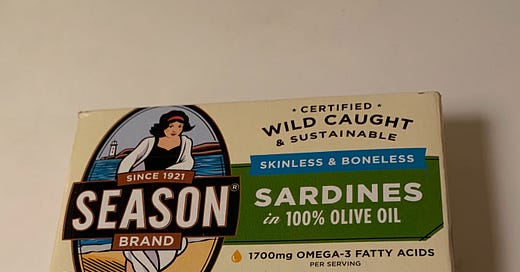 SINCE 1921
SEASON®
BRAND
• CERTIFIED •
WILD CAUGHT
& SUSTAINABLE
SKINLESS & BONELESS
SARDINES
in 100% OLIVE OIL
1700mg OMEGA-3 FATTY ACIDS
PER SERVING